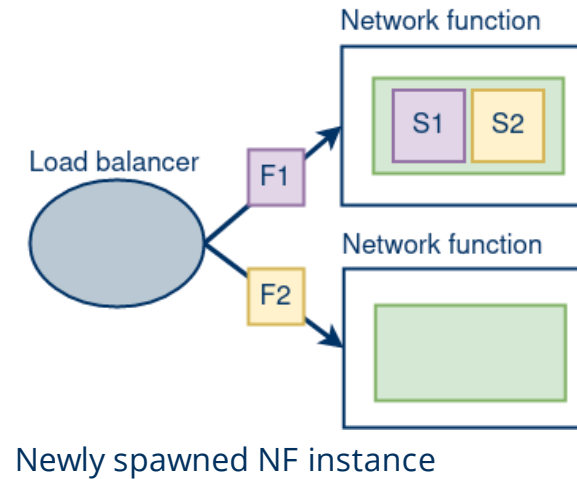 Network function
S1 S2
Load balancer
F1
Network function
F2
Newly spawned NF instance